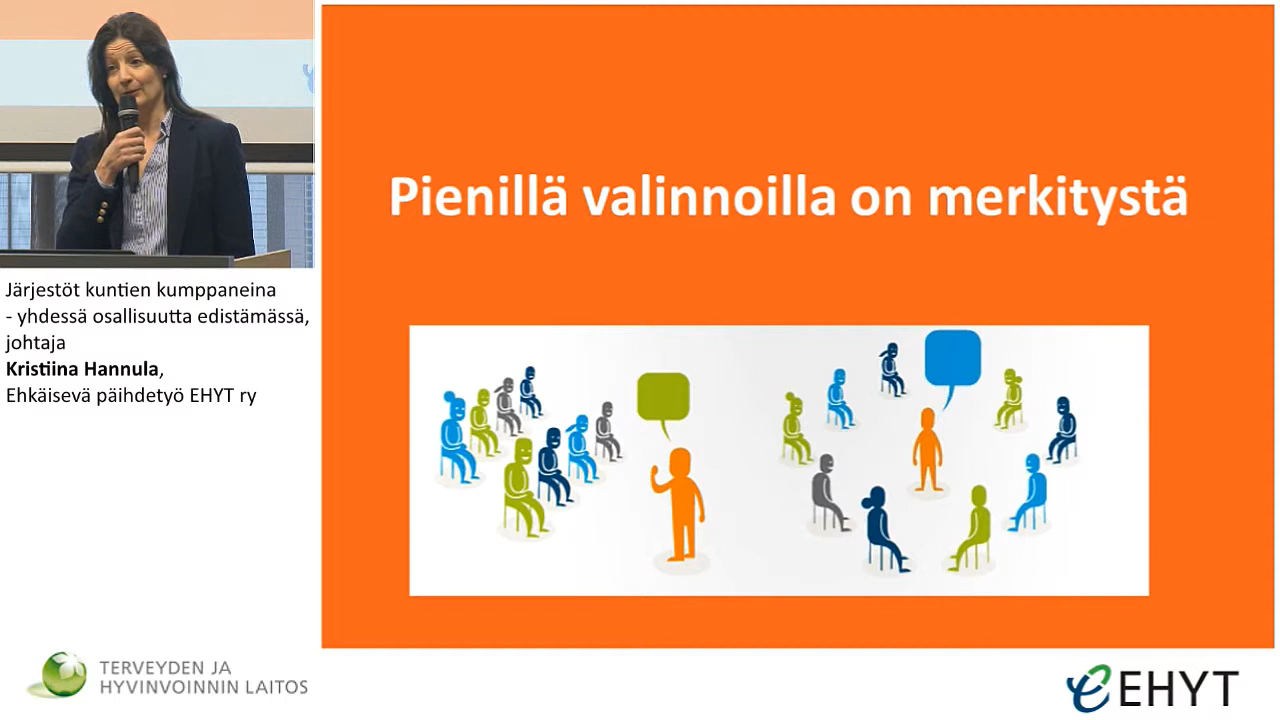 Järjestöt kuntien kumppaneina
- yhdessä osallisuutta edistämässä,
johtaja
Kristiina Hannula,
Ehkäisevä päihdetyö EHYT ry
Pienillä valinnoilla on merkitystä
TERVEYDEN JA
HYVINVOINNIN LAITOS
EHYT